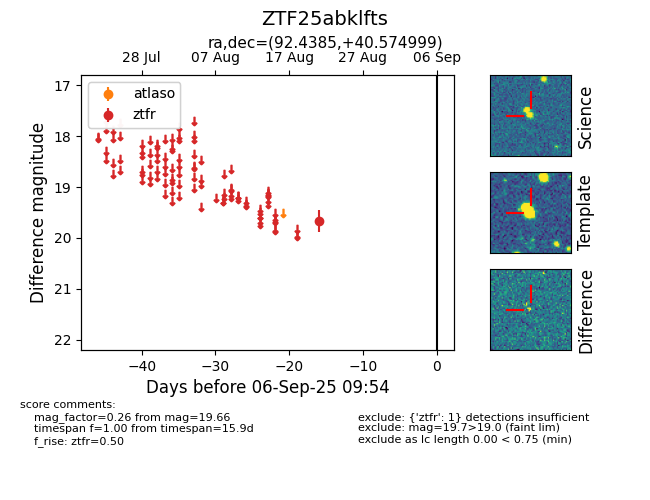 ZTF25abklfts
ra,dec=(92.4385,+40.574999)
28 Jul 07 Aug 17 Aug 27 Aug 06 Sep
atlaso
ztfr
17
18
19
20
21
22
Difference magnitude
−40 −30 −20 −10 0
Days before 06-Sep-25 09:54
Science
Template
Difference
score comments:
mag_factor=0.26 from mag=19.66
timespan f=1.00 from timespan=15.9d
f_rise: ztfr=0.50
exclude: {'ztfr': 1} detections insufficient
exclude: mag=19.7>19.0 (faint lim)
exclude as lc length 0.00 < 0.75 (min)